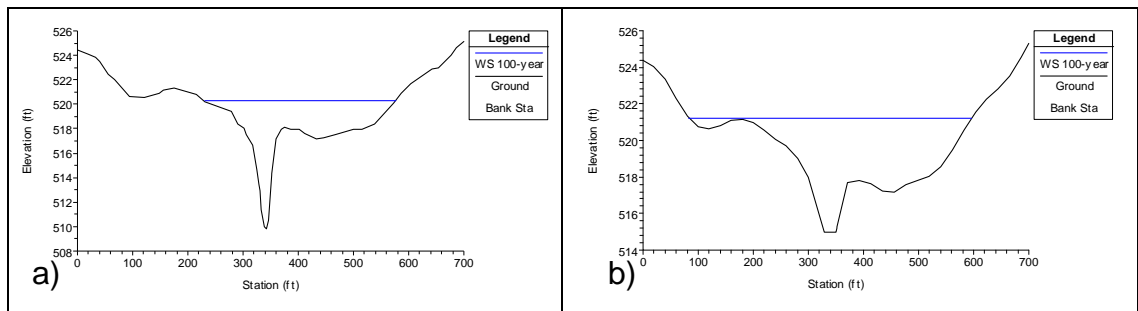 526
524
522
520
518
516
514
512
510
508
0
100
200
300
400
500
600
700
Elevation (ft)
Station (ft)
Legend
WS 100-year
Ground
Bank Sta
a)
526
524
522
520
518
516
514
0
100
200
300
400
500
600
700
Elevation (ft)
Station (ft)
Legend
WS 100-year
Ground
Bank Sta
b)